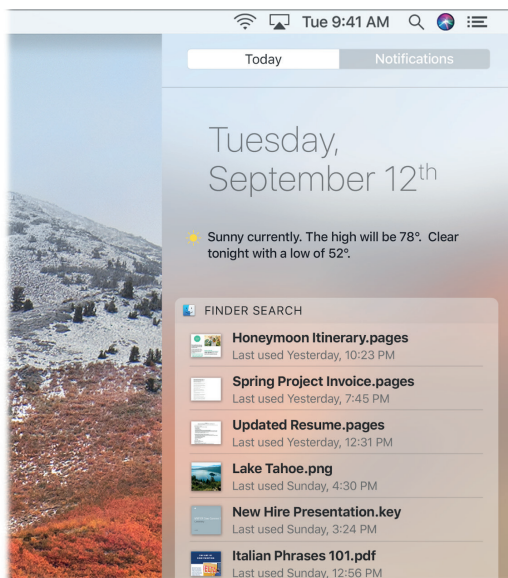 Tue 9:41 AM
Today
Notifications
Tuesday,
September 12th
Sunny currently. The high will be 78°. Clear
tonight with a low of 52°.
FINDER SEARCH
Honeymoon Itinerary.pages
Last used Yesterday, 10:23 PM
Spring Project Invoice.pages
Last used Yesterday, 7:45 PM
Updated Resume.pages
Last used Yesterday, 12:31 PM
Lake Tahoe.png
Last used Sunday, 4:30 PM
New Hire Presentation.key
Last used Sunday, 3:24 PM
Italian Phrases 101.pdf
Last used Sunday, 12:56 PM